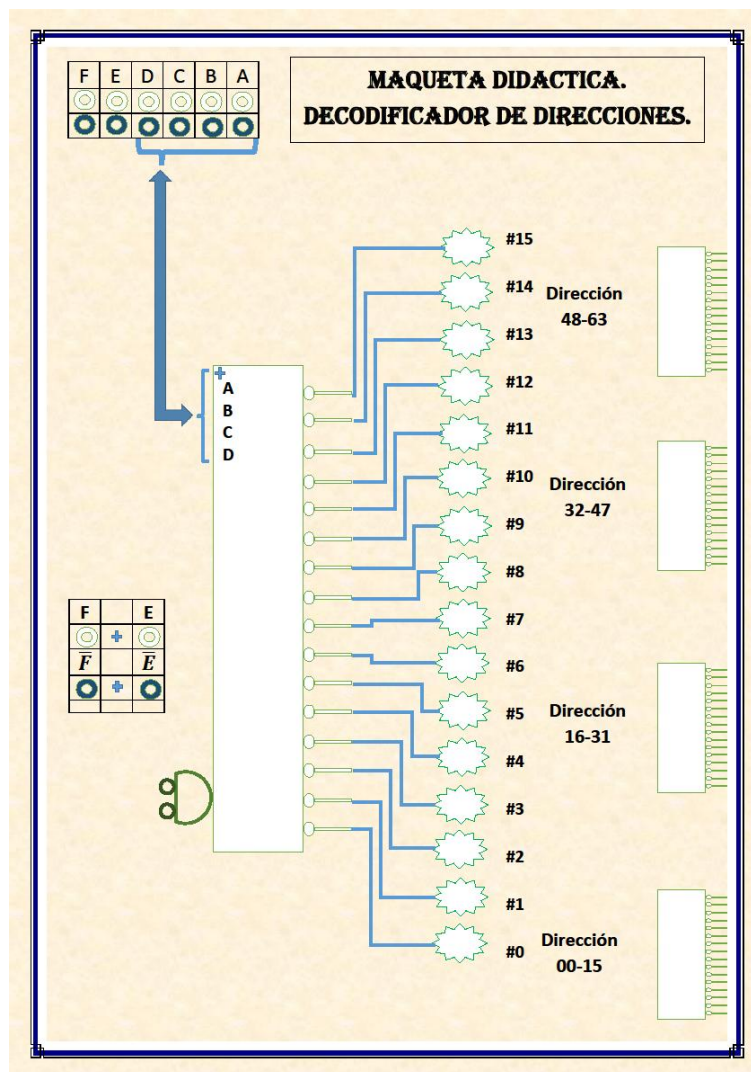 F E D C B A
MAQUETA DIDACTICA.
DECODIFICADOR DE DIRECCIONES.
#15
#14
Dirección
48-63
#13
#12
#11
#10
Dirección
32-47
#9
#8
#7
#6
#5
Dirección
16-31
#4
#3
#2
#1
#0
Dirección
00-15
+
A
B
C
D
F E
+
F̅ E̅
+